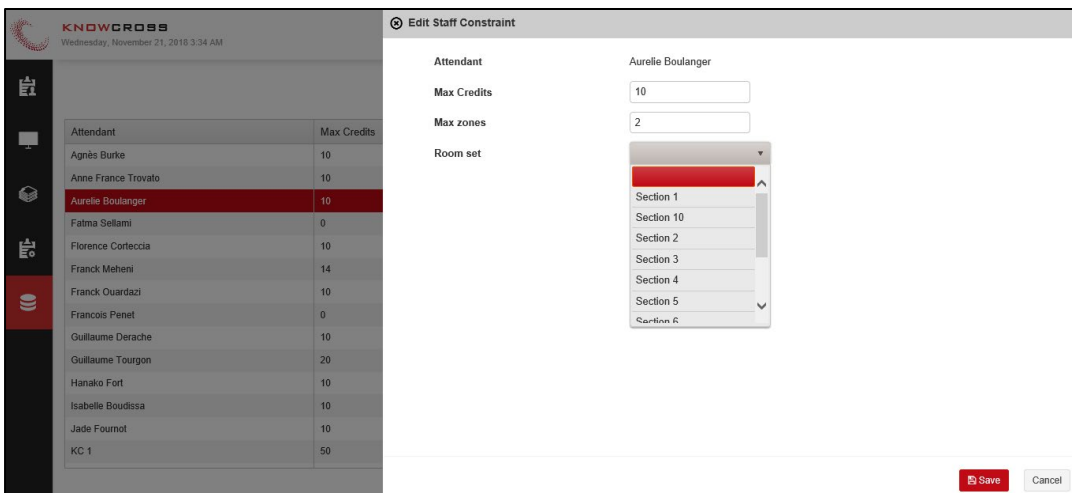 KNOWCROSS
Wednesday, November 21, 2018 3:34 AM
Attendant Max Credits
Agnès Burke 10
Anne France Trovato 10
Aurelie Boulanger 10
Fatma Sellami 0
Florence Corteccia 10
Franck Meheni 14
Franck Ouardazi 10
Francois Penet 0
Guillaume Derache 10
Guillaume Tourgon 20
Hanako Fort 10
Isabelle Boudissa 10
Jade Fournot 10
KC 1 50
Edit Staff Constraint
Attendant Aurelie Boulanger
Max Credits 10
Max zones 2
Room set
Section 1
Section 10
Section 2
Section 3
Section 4
Section 5
Section 6
Save Cancel